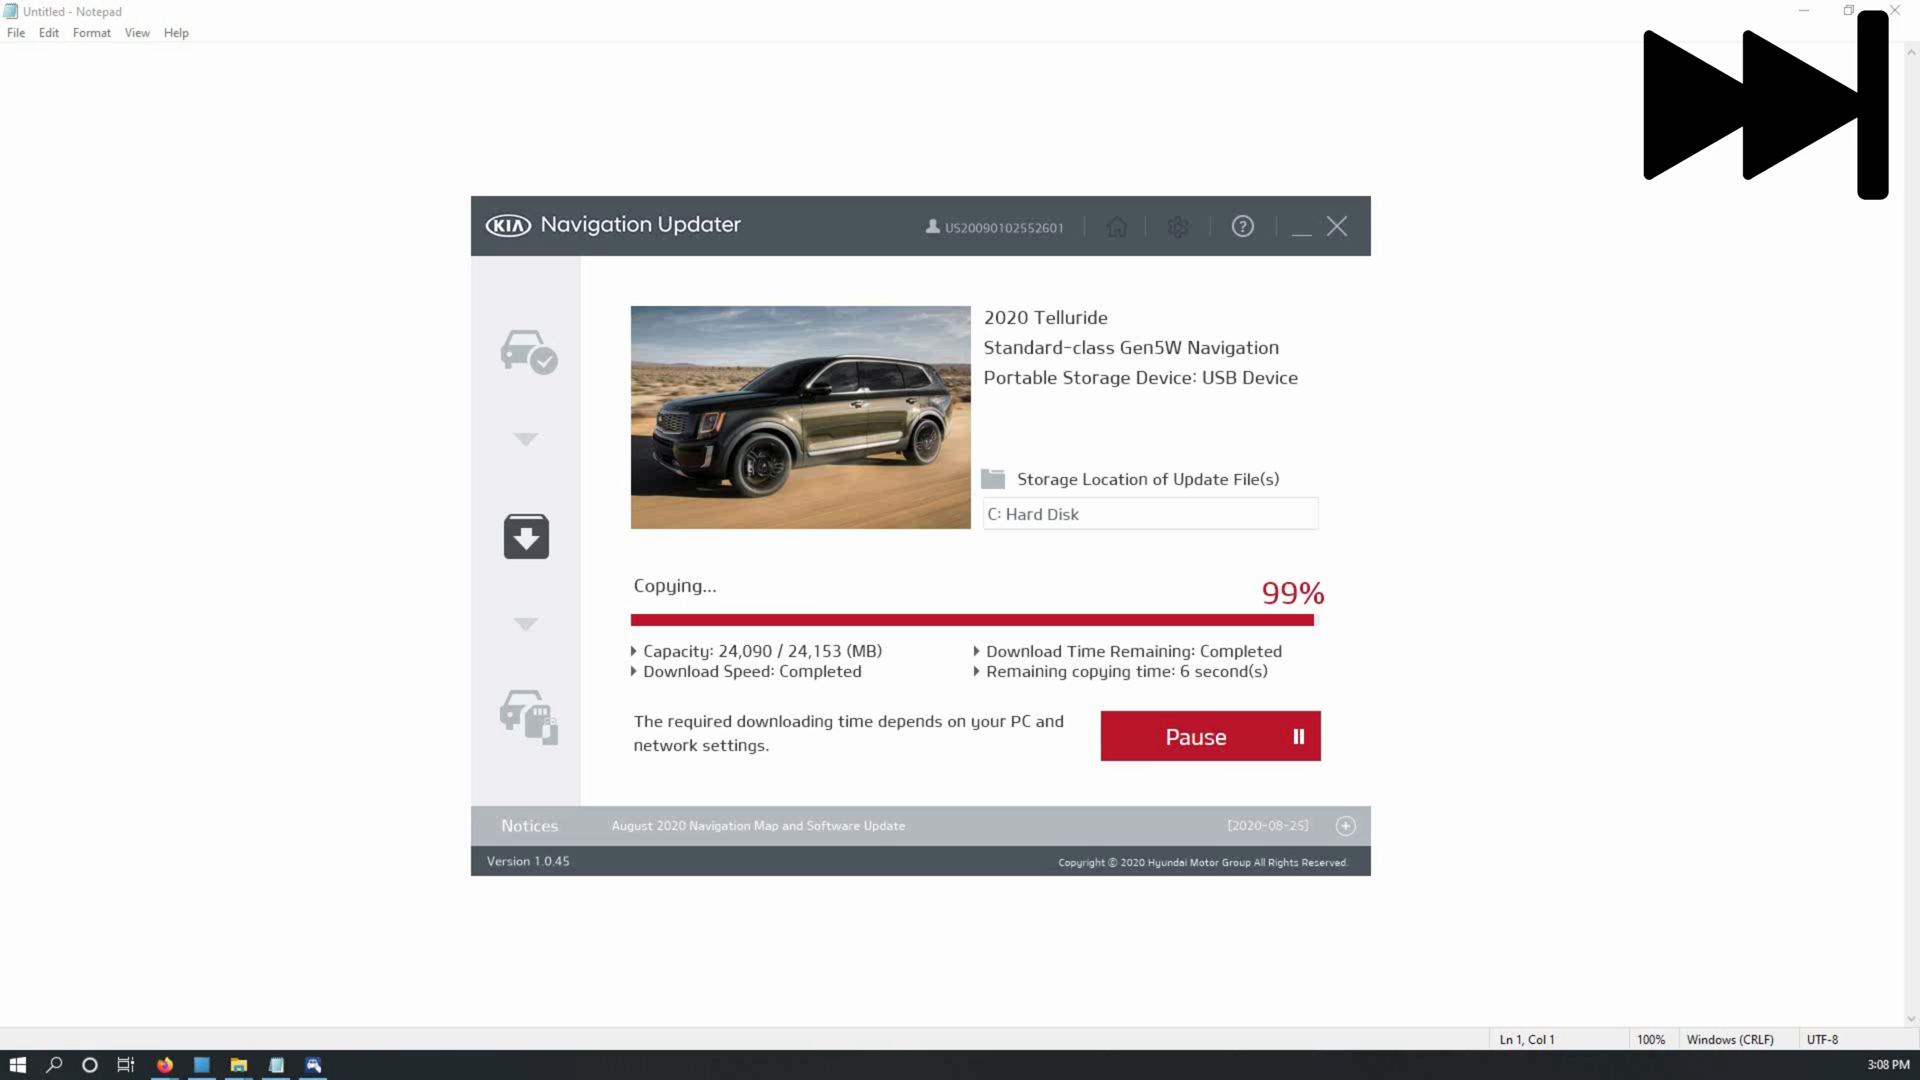 Untitled - Notepad
File Edit Format View Help
KIA Navigation Updater
US20090102552601
?
2020 Telluride
Standard-class Gen5W Navigation
Portable Storage Device: USB Device
Storage Location of Update File(s)
C: Hard Disk
Copying...
99%
Capacity: 24,090 / 24,153 (MB)
Download Time Remaining: Completed
Download Speed: Completed
Remaining copying time: 6 second(s)
The required downloading time depends on your PC and
network settings.
Pause
Notices
August 2020 Navigation Map and Software Update
[2020-08-25]
Version 1.0.45
Copyright © 2020 Hyundai Motor Group All Rights Reserved.
Ln 1, Col 1
100%
Windows (CRLF)
UTF-8
3:08 PM